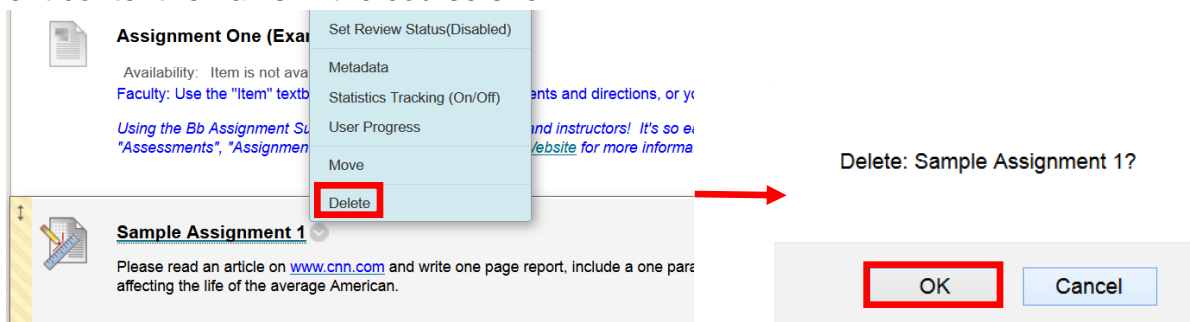 Assignment One (Exa
Availability: Item is not ava
Faculty: Use the "Item" textb
ents and directions, or yo
Using the Bb Assignment Su
and instructors! It's so ea
"Assessments", "Assignmen
ebsite for more informa
Set Review Status(Disabled)
Metadata
Statistics Tracking (On/Off)
User Progress
Move
Delete
Sample Assignment 1
Please read an article on www.cnn.com and write one page report, include a one para
affecting the life of the average American.
Delete: Sample Assignment 1?
OK
Cancel